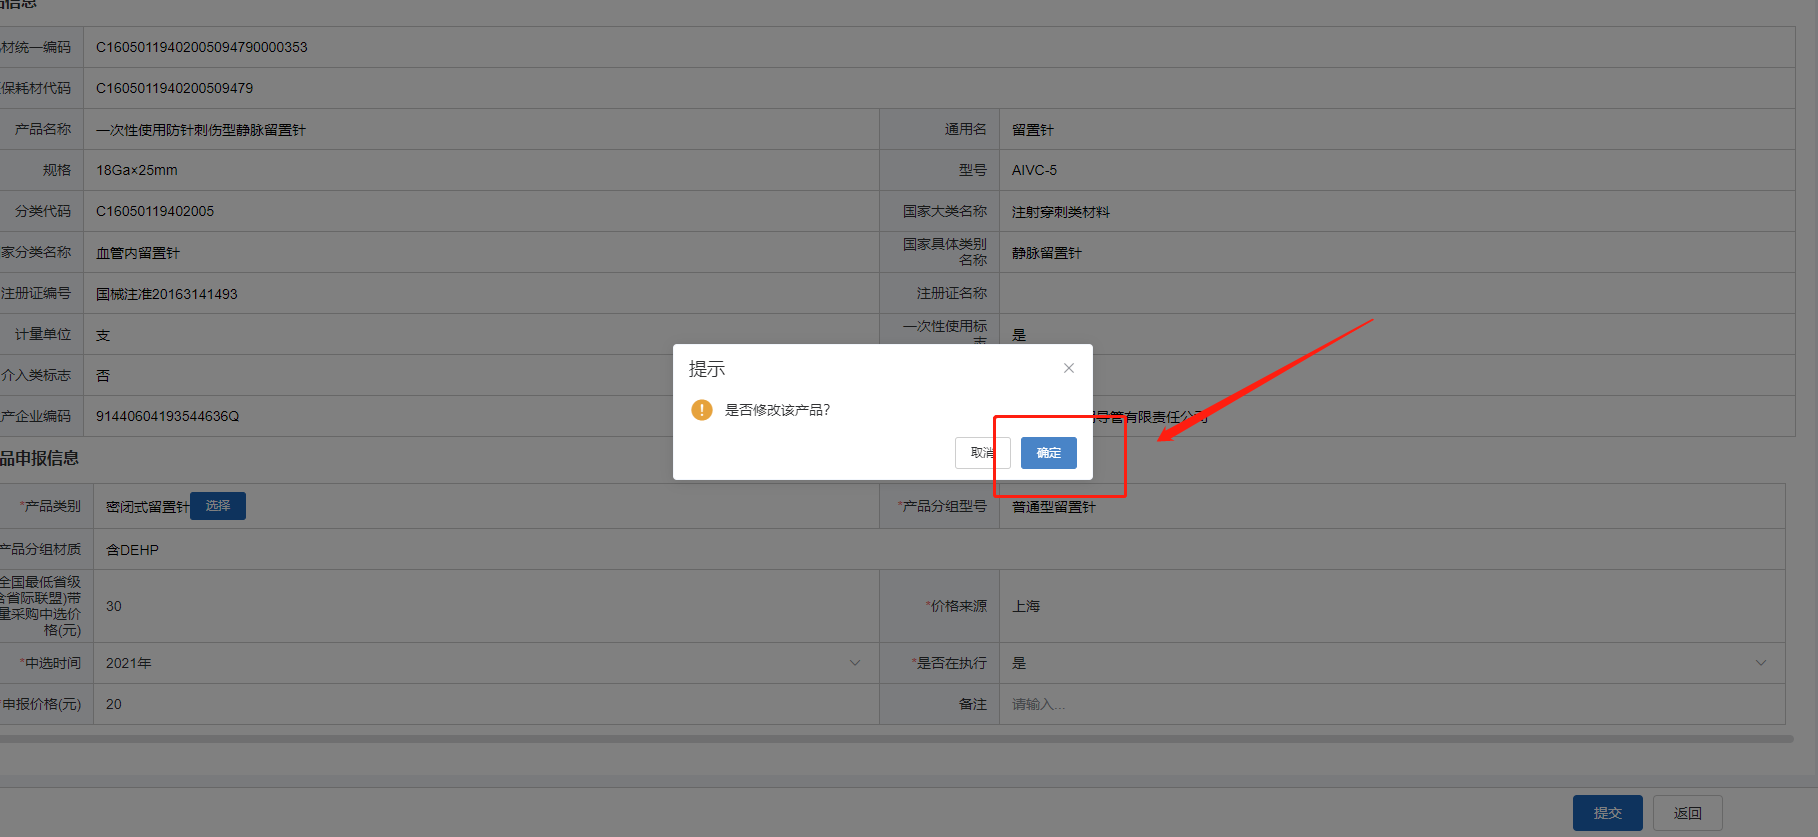 品信息
材统一编码 C16050119402005094790000353
保耗材代码 C1605011940200509479
产品名称 一次性使用防针刺伤型静脉留置针 通用名 留置针
规格 18Ga×25mm 型号 AIVC-5
分类代码 C16050119402005 国家大类名称 注射穿刺类材料
家分类名称 血管内留置针 国家具体类别
名称 静脉留置针
注册证编号 国械注准20163141493 注册证名称
计量单位 支 一次性使用标
志 是
介入类标志 否
产企业编码 91440604193544636Q 导管有限责任公司
提示
是否修改该产品?
取消 确定
品申报信息
*产品类别 密闭式留置针 选择 *产品分组型号 普通型留置针
产品分组材质 含DEHP
全国最低省级
含省际联盟)带
量采购中选价
格(元) 30 *价格来源 上海
*中选时间 2021年 *是否在执行 是
申报价格(元) 20 备注 请输入...
提交 返回